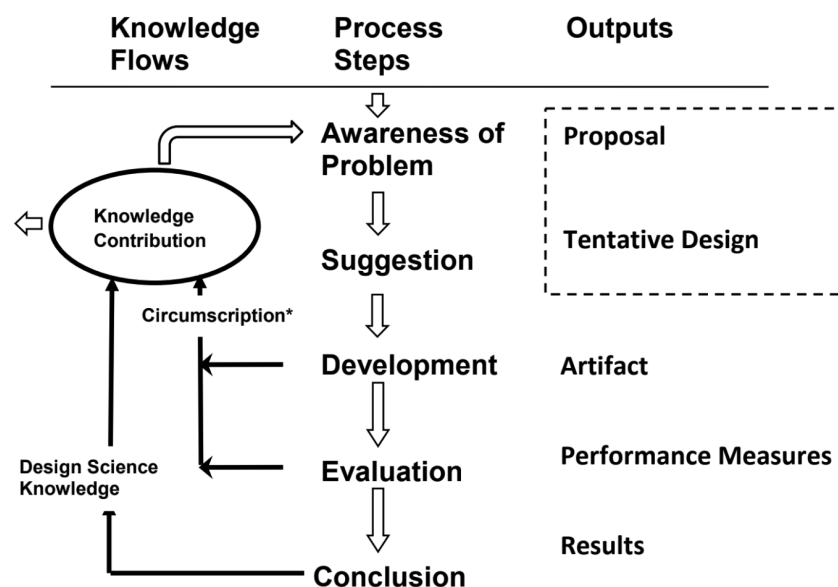 Knowledge
Flows
Process
Steps
Outputs
Awareness of
Problem
Proposal
Knowledge
Contribution
Tentative Design
Suggestion
Circumscription*
Development
Artifact
Design Science
Knowledge
Evaluation
Performance Measures
Results
Conclusion